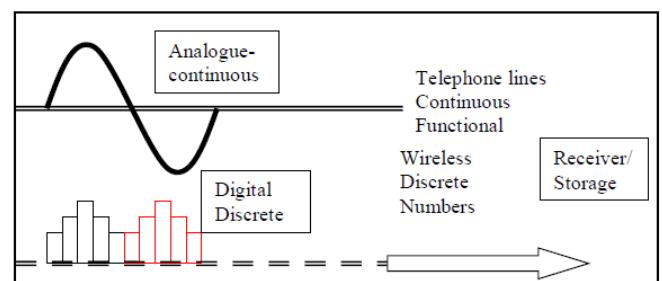 Analogue-
continuous
Telephone lines
Continuous
Functional
Wireless
Discrete
Numbers
Receiver/
Storage
Digital
Discrete